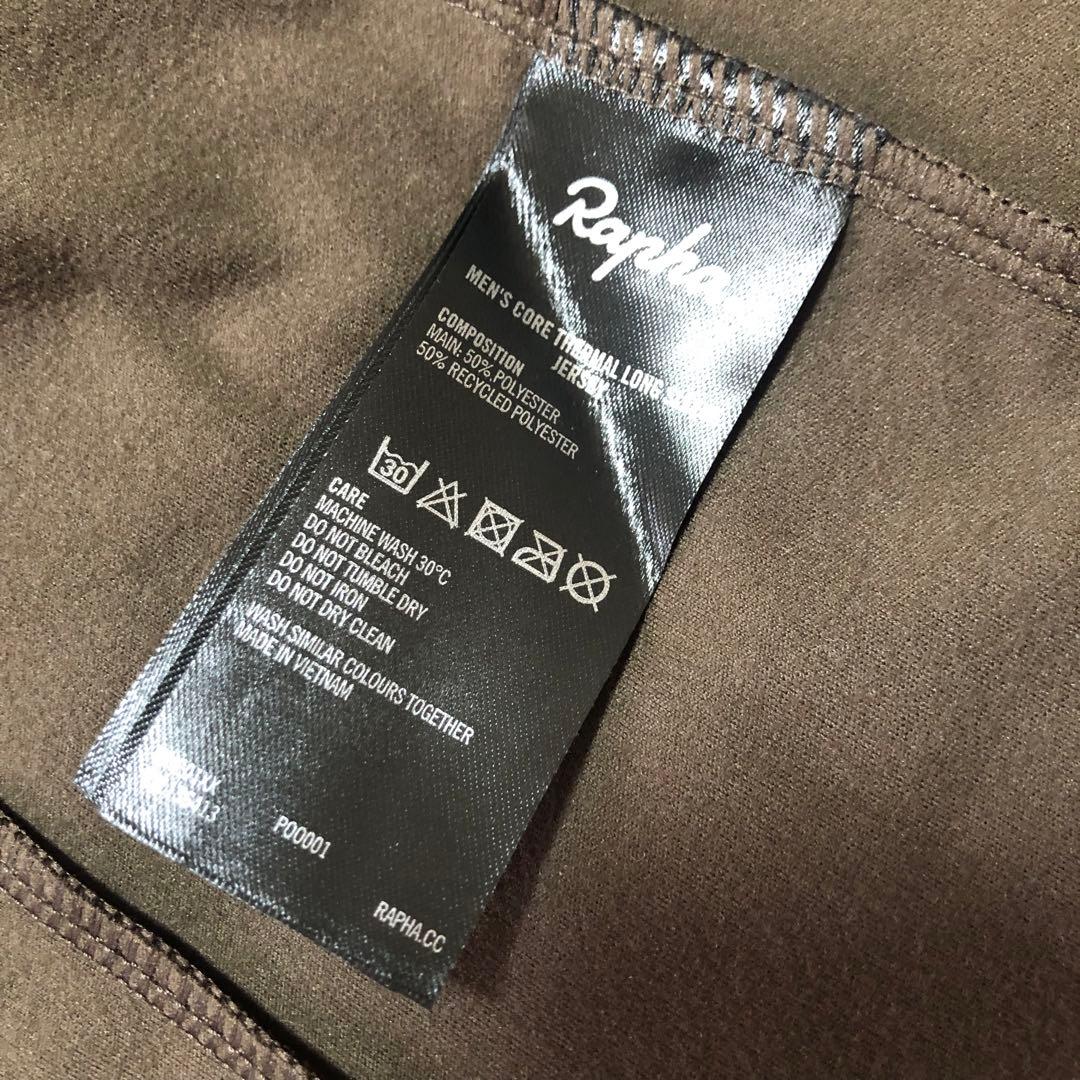 Rapha
MEN'S CORE THERMAL LONG
JERSEY
COMPOSITION
MAIN: 50% POLYESTER
50% RECYCLED POLYESTER
30
CARE
MACHINE WASH 30°C
DO NOT BLEACH
DO NOT TUMBLE DRY
DO NOT IRON
DO NOT DRY CLEAN
WASH SIMILAR COLOURS TOGETHER
MADE IN VIETNAM
P00001
RAPHA.CC